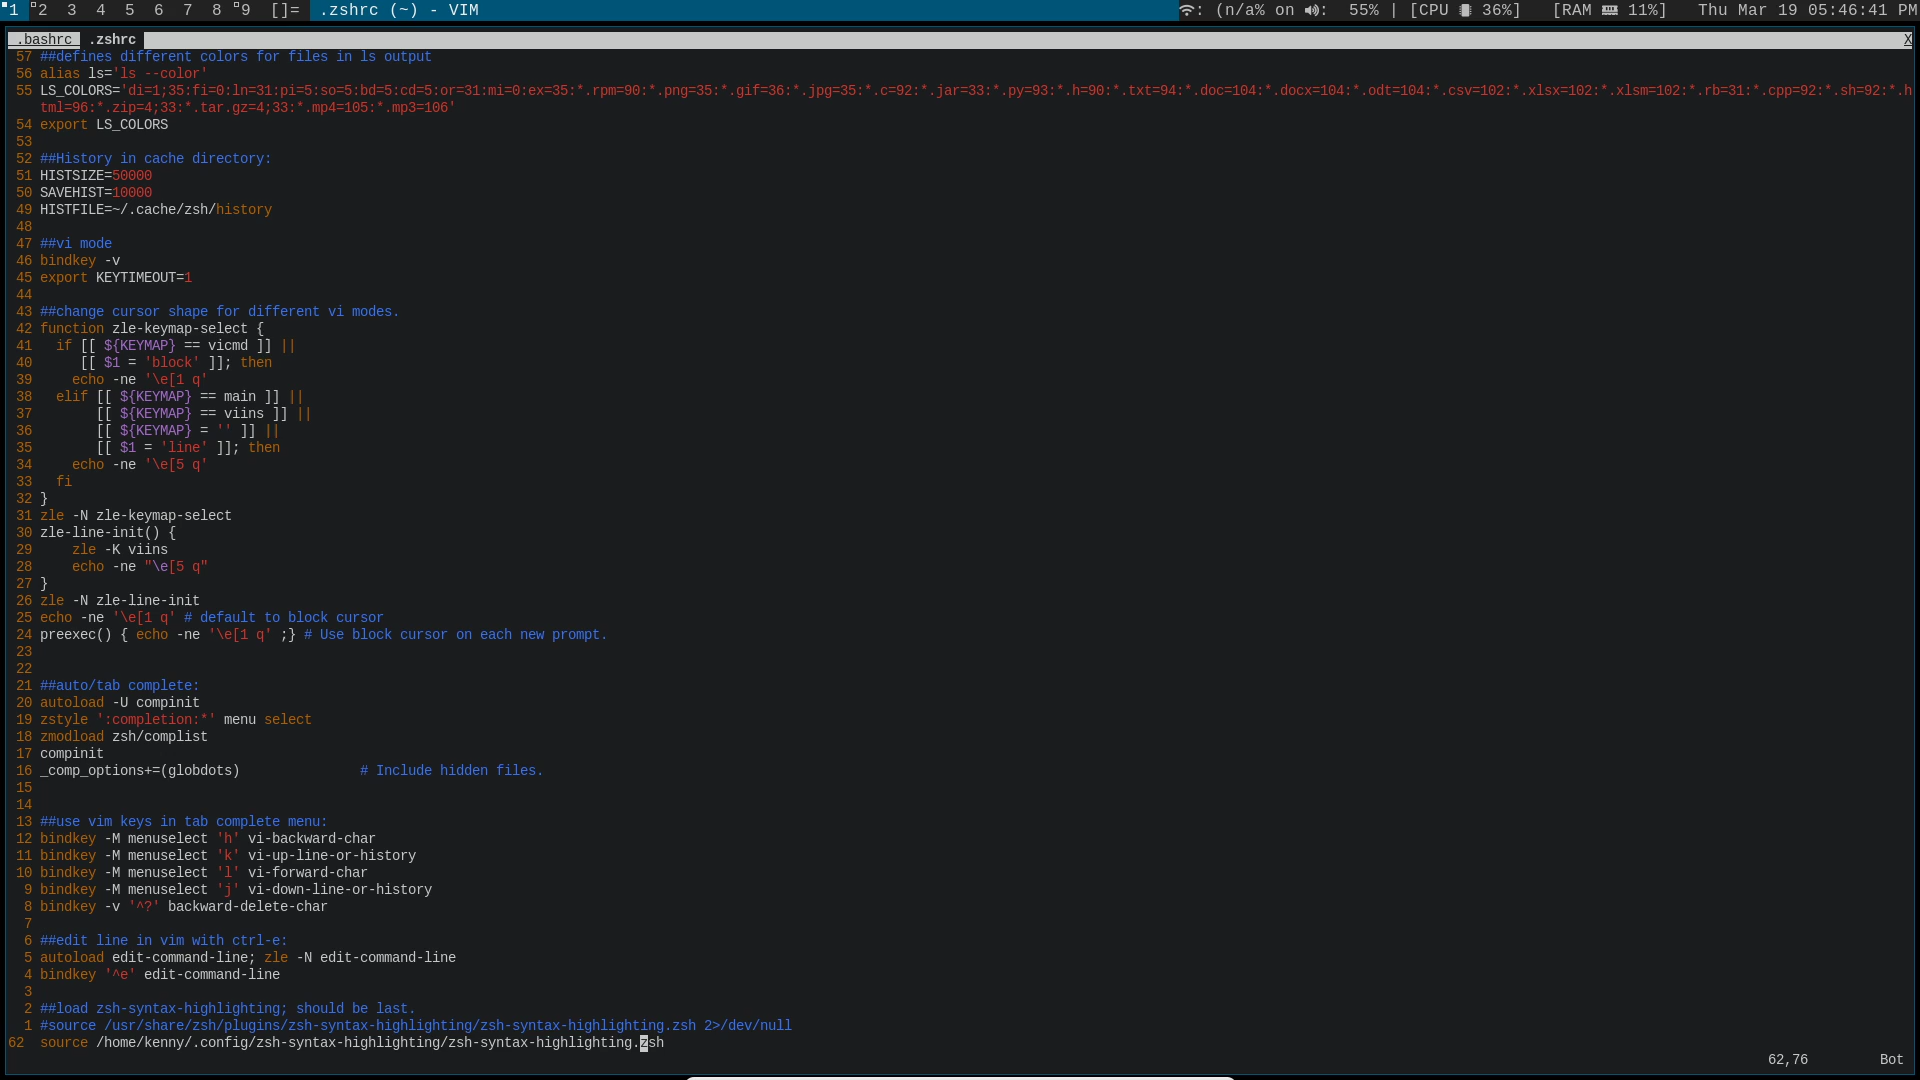 1 2 3 4 5 6 7 8 9 []= .zshrc (~) - VIM : (n/a% on : 55% | [CPU 36%] [RAM 11%] Thu Mar 19 05:46:41 PM
.bashrc .zshrc X
57 ##defines different colors for files in ls output
56 alias ls='ls --color'
55 LS_COLORS='di=1;35:fi=0:ln=31:pi=5:so=5:bd=5:cd=5:or=31:mi=0:ex=35:*.rpm=90:*.png=35:*.gif=36:*.jpg=35:*.c=92:*.jar=33:*.py=93:*.h=90:*.txt=94:*.doc=104:*.docx=104:*.odt=104:*.csv=102:*.xlsx=102:*.xlsm=102:*.rb=31:*.cpp=92:*.sh=92:*.h
tml=96:*.zip=4;33:*.tar.gz=4;33:*.mp4=105:*.mp3=106'
54 export LS_COLORS
53
52 ##History in cache directory:
51 HISTSIZE=50000
50 SAVEHIST=10000
49 HISTFILE=~/.cache/zsh/history
48
47 ##vi mode
46 bindkey -v
45 export KEYTIMEOUT=1
44
43 ##change cursor shape for different vi modes.
42 function zle-keymap-select {
41   if [[ ${KEYMAP} == vicmd ]] ||
40      [[ $1 = 'block' ]]; then
39     echo -ne '\e[1 q'
38   elif [[ ${KEYMAP} == main ]] ||
37        [[ ${KEYMAP} == viins ]] ||
36        [[ ${KEYMAP} = '' ]] ||
35        [[ $1 = 'line' ]]; then
34     echo -ne '\e[5 q'
33   fi
32 }
31 zle -N zle-keymap-select
30 zle-line-init() {
29     zle -K viins
28     echo -ne "\e[5 q"
27 }
26 zle -N zle-line-init
25 echo -ne '\e[1 q' # default to block cursor
24 preexec() { echo -ne '\e[1 q' ;} # Use block cursor on each new prompt.
23
22
21 ##auto/tab complete:
20 autoload -U compinit
19 zstyle ':completion:*' menu select
18 zmodload zsh/complist
17 compinit
16 _comp_options+=(globdots)               # Include hidden files.
15
14
13 ##use vim keys in tab complete menu:
12 bindkey -M menuselect 'h' vi-backward-char
11 bindkey -M menuselect 'k' vi-up-line-or-history
10 bindkey -M menuselect 'l' vi-forward-char
9 bindkey -M menuselect 'j' vi-down-line-or-history
8 bindkey -v '^?' backward-delete-char
7
6 ##edit line in vim with ctrl-e:
5 autoload edit-command-line; zle -N edit-command-line
4 bindkey '^e' edit-command-line
3
2 ##load zsh-syntax-highlighting; should be last.
1 #source /usr/share/zsh/plugins/zsh-syntax-highlighting/zsh-syntax-highlighting.zsh 2>/dev/null
62  source /home/kenny/.config/zsh-syntax-highlighting/zsh-syntax-highlighting.zsh
62,76 Bot